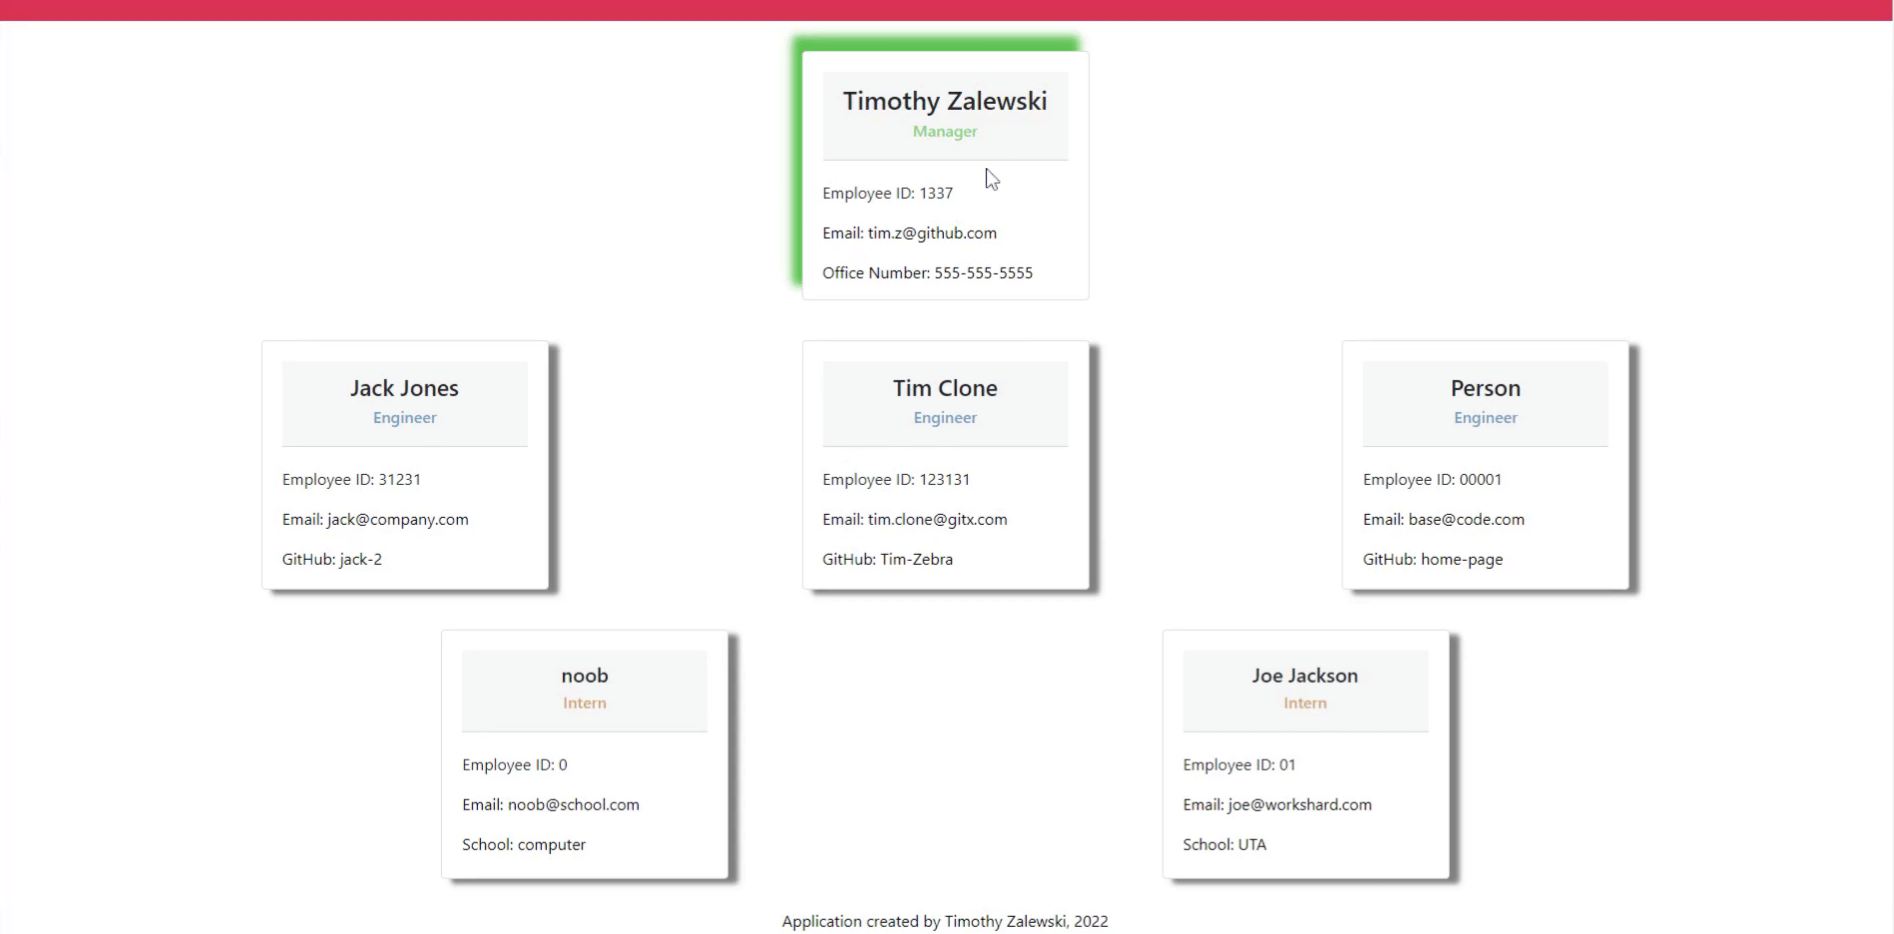 Timothy Zalewski
Manager
Employee ID: 1337
Email: tim.z@github.com
Office Number: 555-555-5555
Jack Jones
Engineer
Employee ID: 31231
Email: jack@company.com
GitHub: jack-2
Tim Clone
Engineer
Employee ID: 123131
Email: tim.clone@gitx.com
GitHub: Tim-Zebra
Person
Engineer
Employee ID: 00001
Email: base@code.com
GitHub: home-page
noob
Intern
Employee ID: 0
Email: noob@school.com
School: computer
Joe Jackson
Intern
Employee ID: 01
Email: joe@workshard.com
School: UTA
Application created by Timothy Zalewski, 2022